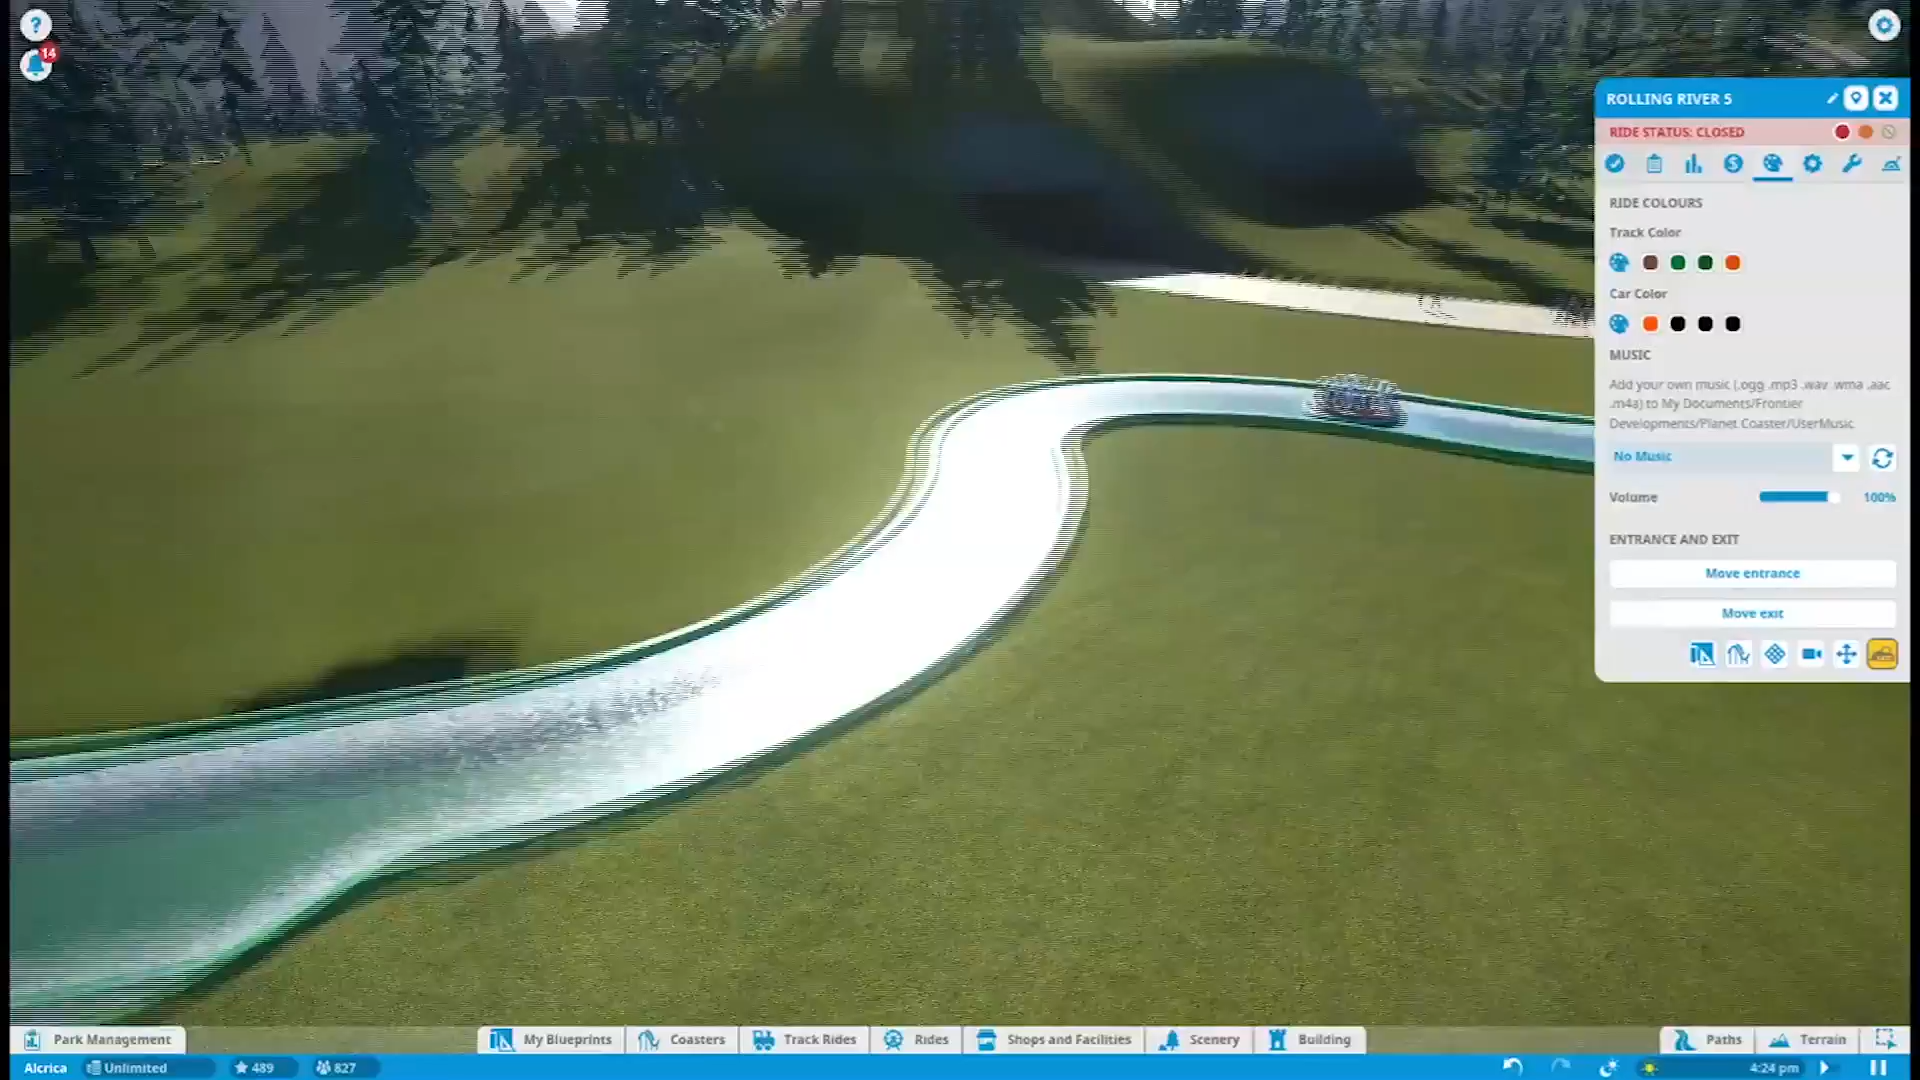 ?
14
ROLLING RIVER 5
RIDE STATUS: CLOSED
RIDE COLOURS
Track Color
Car Color
MUSIC
Add your own music (.ogg .mp3 .wav .wma .aac
.m4a) to My Documents/Frontier
Developments/Planet Coaster/UserMusic
No Music
Volume 100%
ENTRANCE AND EXIT
Move entrance
Move exit
Park Management My Blueprints Coasters Track Rides Rides Shops and Facilities Scenery Building Paths Terrain
Alcrica Unlimited 489 827 4:24 pm